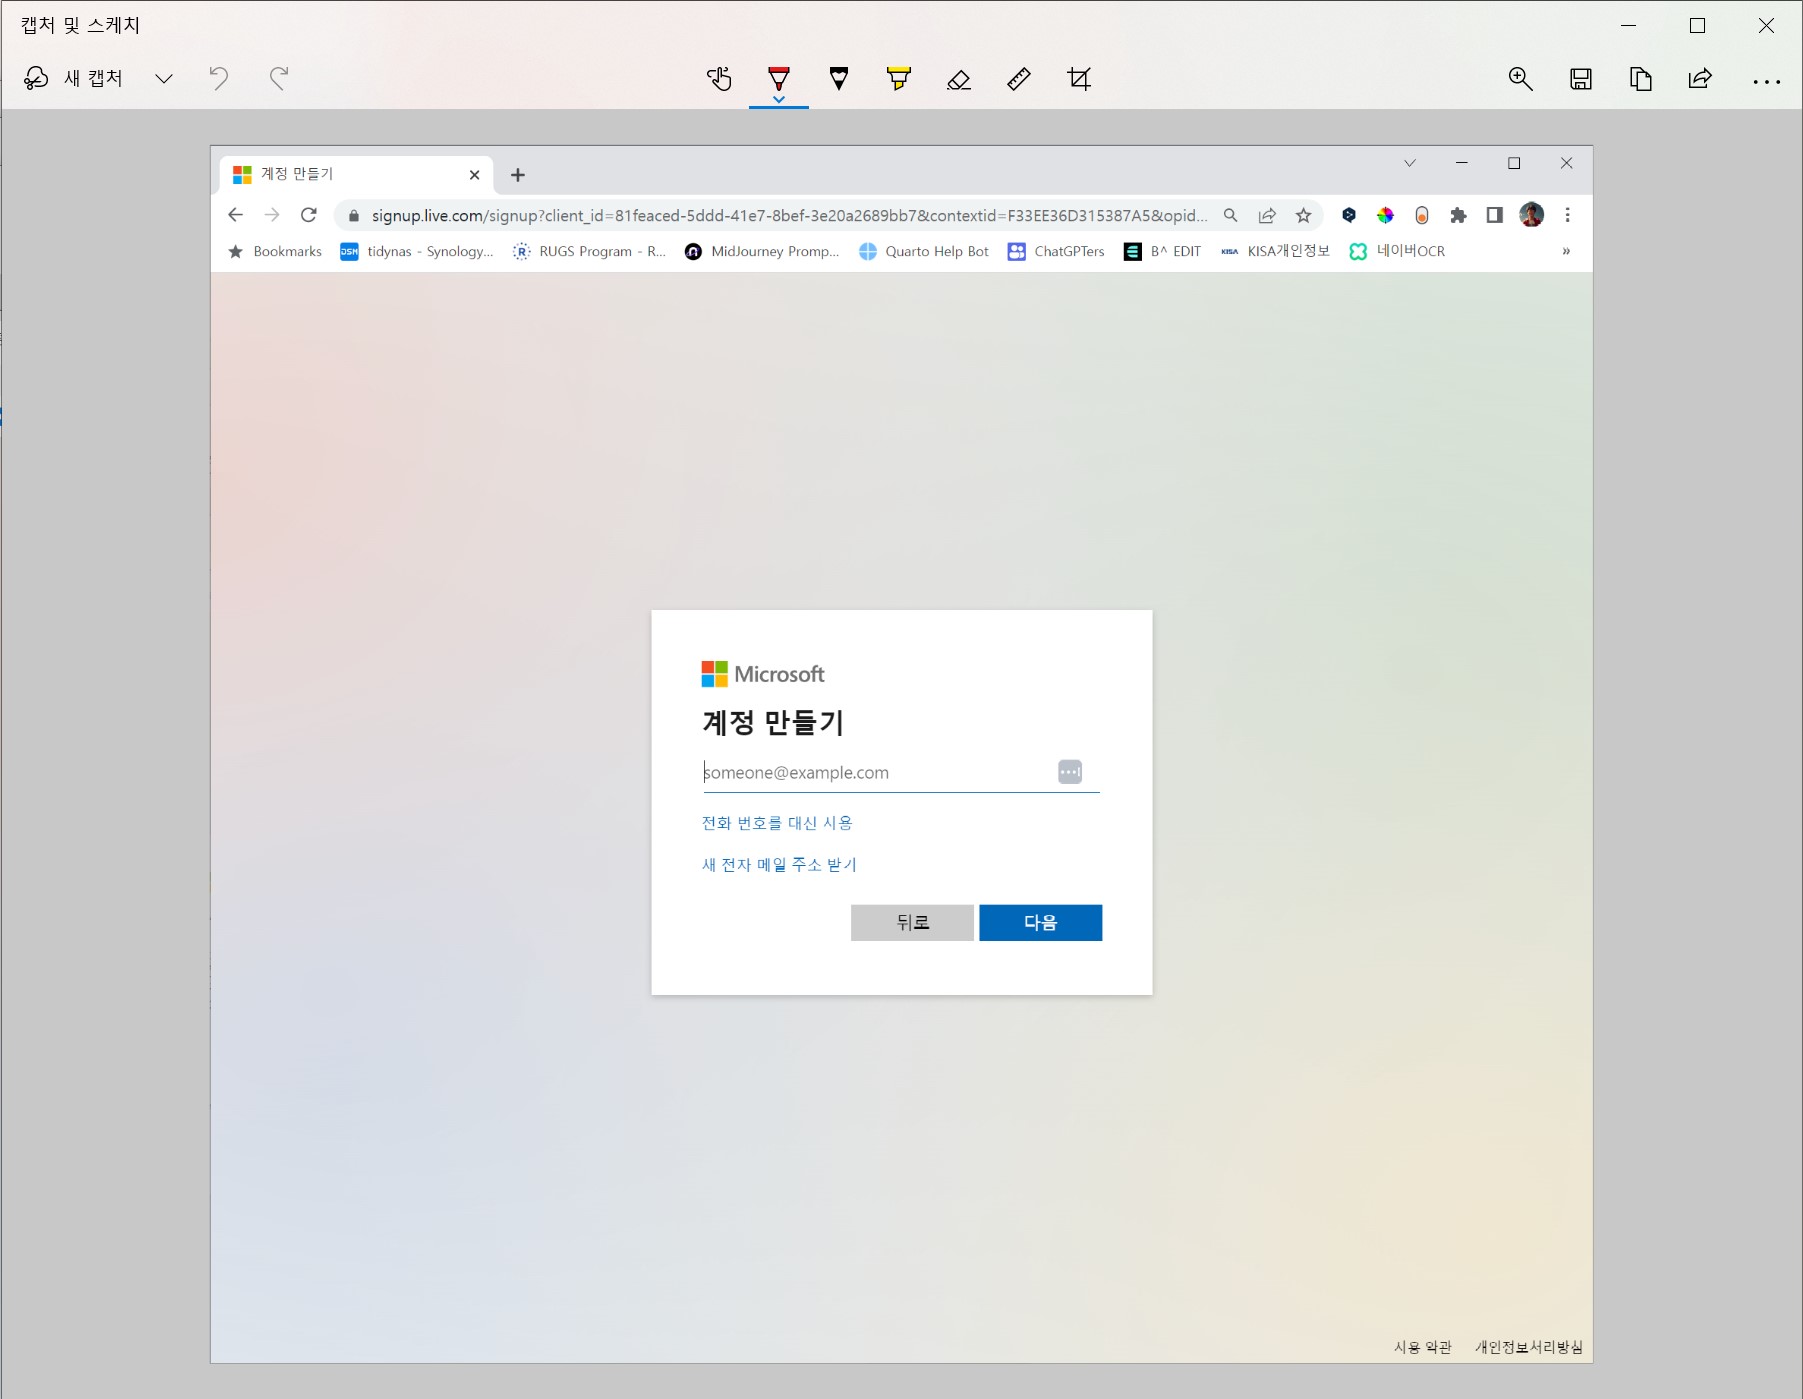 캡처 및 스케치
새 캡처
계정 만들기
signup.live.com/signup?client_id=81feaced-5ddd-41e7-8bef-3e20a2689bb7&contextid=F33EE36D315387A5&opid...
Bookmarks
DSM tidynas - Synology...
R RUGS Program - R...
MidJourney Promp...
Quarto Help Bot
ChatGPTers
B^ EDIT
KISA KISA개인정보
네이버OCR
»
Microsoft
계정 만들기
someone@example.com
전화 번호를 대신 사용
새 전자 메일 주소 받기
뒤로 다음
사용 약관 개인정보처리방침